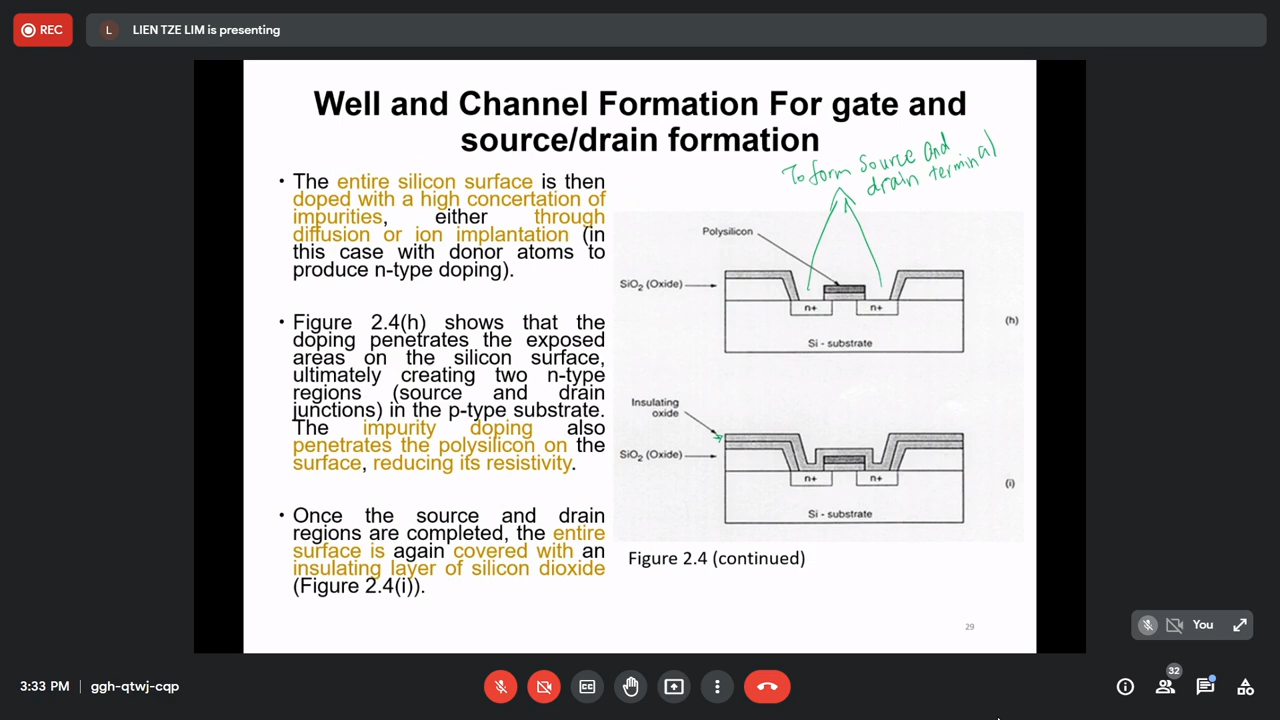 REC
L LIEN TZE LIM is presenting
Well and Channel Formation For gate and
source/drain formation
To form Source and
drain terminal
• The entire silicon surface is then
doped with a high concertation of
impurities, either through
diffusion or ion implantation (in
this case with donor atoms to
produce n-type doping).
• Figure 2.4(h) shows that the
doping penetrates the exposed
areas on the silicon surface,
ultimately creating two n-type
regions (source and drain
junctions) in the p-type substrate.
The impurity doping also
penetrates the polysilicon on the
surface, reducing its resistivity.
• Once the source and drain
regions are completed, the entire
surface is again covered with an
insulating layer of silicon dioxide
(Figure 2.4(i)).
Polysilicon
SiO2 (Oxide)
n+ n+
(h)
Si - substrate
Insulating
oxide
SiO2 (Oxide)
n+ n+
(i)
Si - substrate
Figure 2.4 (continued)
29
You
3:33 PM | ggh-qtwj-cqp
32